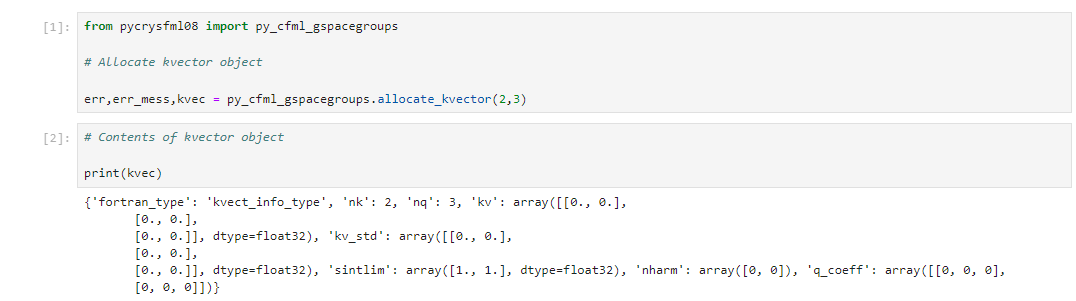 [1]: from pycrysfml08 import py_cfml_gspacegroups
# Allocate kvector object
err,err_mess,kvec = py_cfml_gspacegroups.allocate_kvector(2,3)
[2]: # Contents of kvector object
print(kvec)
{'fortran_type': 'kvect_info_type', 'nk': 2, 'nq': 3, 'kv': array([[0., 0.],
[0., 0.],
[0., 0.]], dtype=float32), 'kv_std': array([[0., 0.],
[0., 0.],
[0., 0.]], dtype=float32), 'sintlim': array([1., 1.], dtype=float32), 'nharm': array([0, 0]), 'q_coeff': array([[0, 0, 0],
[0, 0, 0]])}